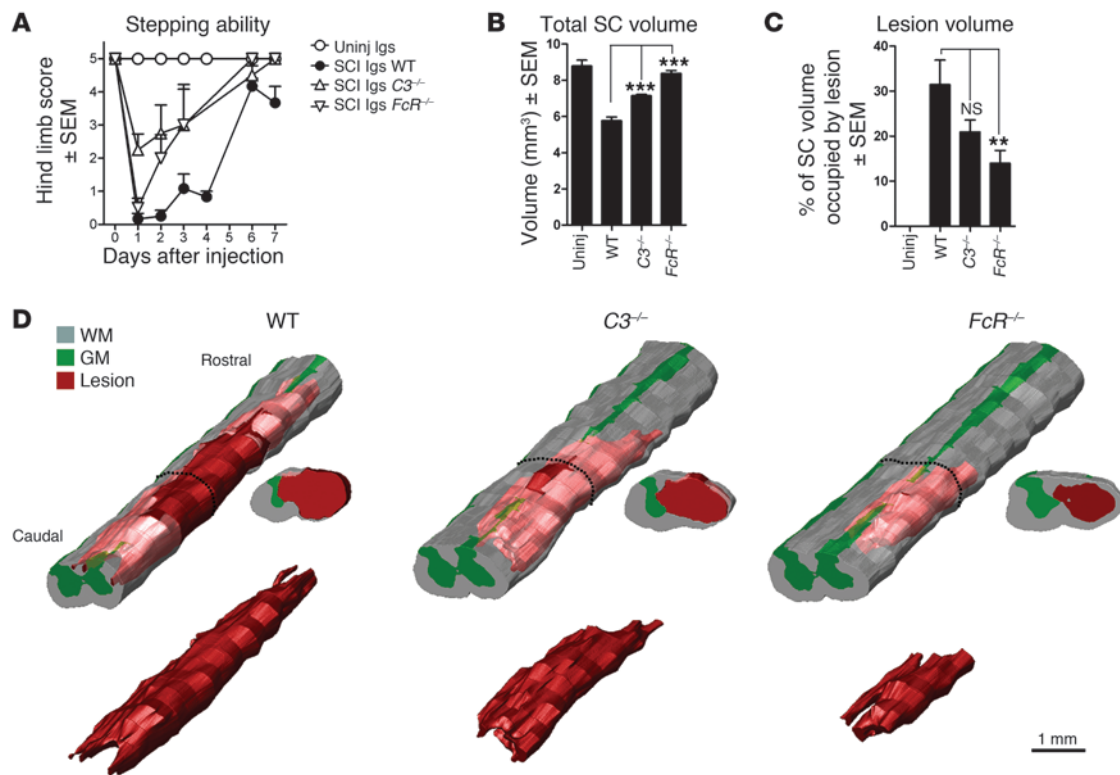 A
Stepping ability
Hind limb score
± SEM
5
4
3
2
1
0
0 1 2 3 4 5 6 7
Days after injection
Uninj Igs
SCI Igs WT
SCI Igs C3–/–
SCI Igs FcR–/–
B
Total SC volume
Volume (mm3) ± SEM
10
8
6
4
2
0
***
***
Uninj
WT
C3–/–
FcR–/–
C
Lesion volume
% of SC volume
occupied by lesion
± SEM
40
30
20
10
0
NS
**
Uninj
WT
C3–/–
FcR–/–
D
WM
GM
Lesion
WT
C3–/–
FcR–/–
Rostral
Caudal
1 mm